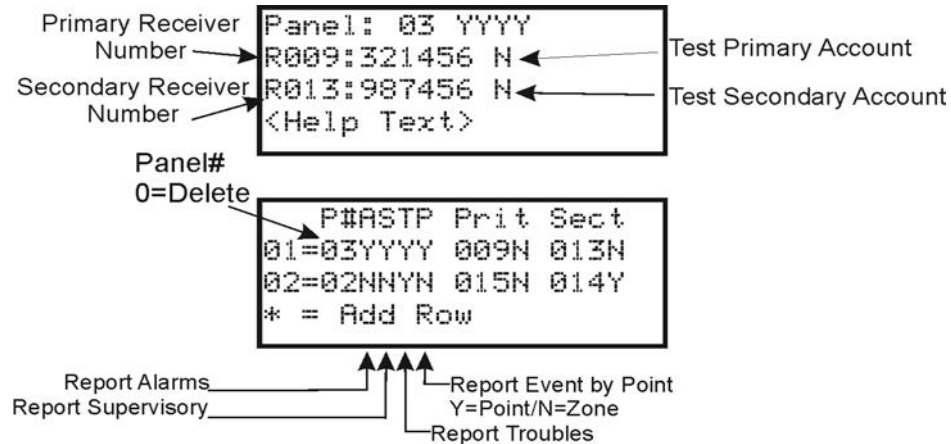 Primary Receiver
Number
Secondary Receiver
Number
Panel: 03 YYYY
R009:321456 N
R013:987456 N
<Help Text>
Test Primary Account
Test Secondary Account
Panel#
0=Delete
P#ASTP Prit Sect
01=03YYYY 009N 013N
02=02NNYN 015N 014Y
* = Add Row
Report Alarms
Report Supervisory
Report Event by Point
Y=Point/N=Zone
Report Troubles